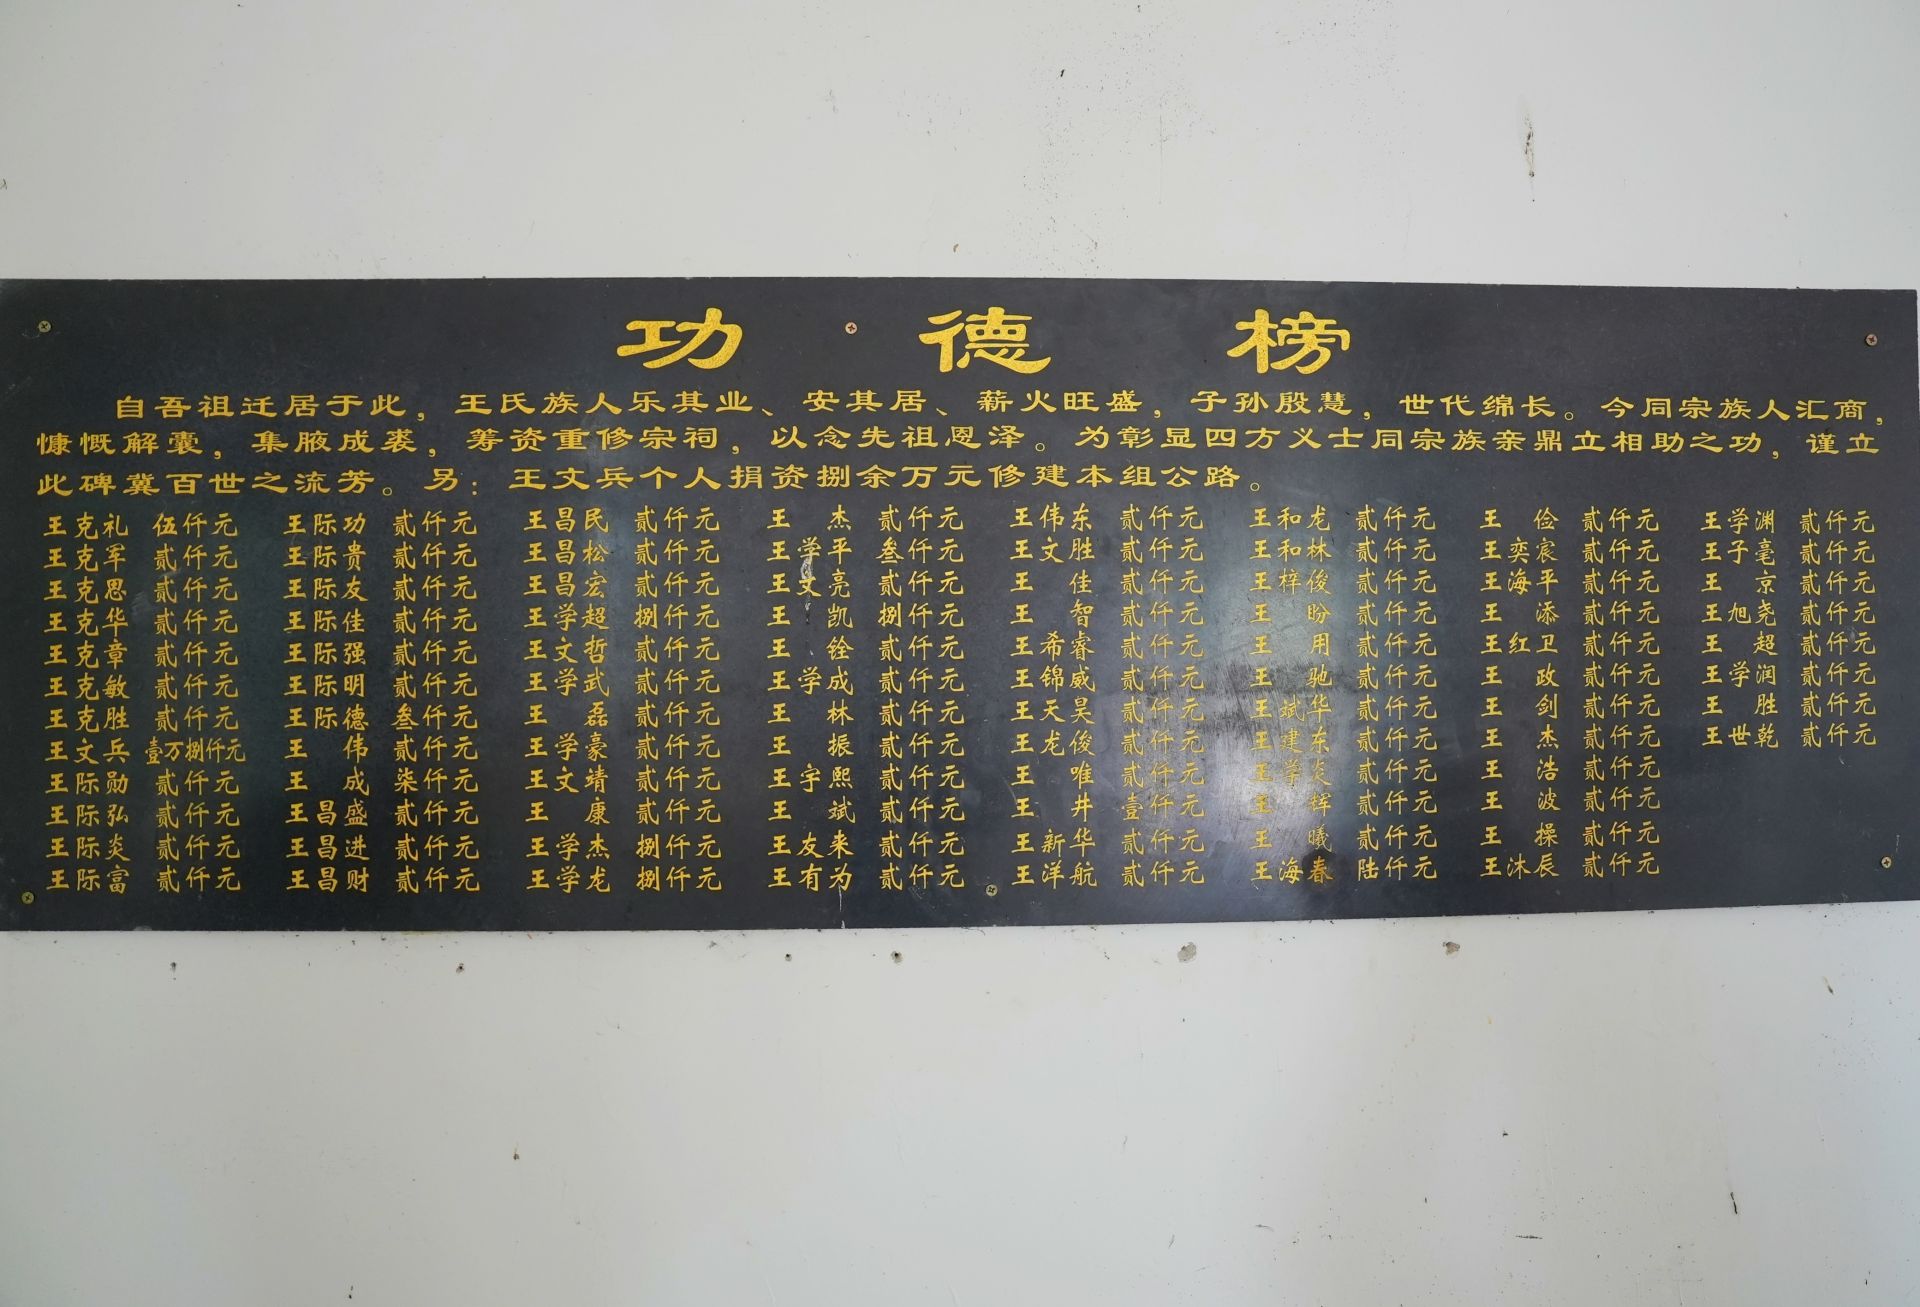 功德榜
自吾祖迁居于此，王氏族人乐其业、安其居、薪火旺盛，子孙殷慧，世代绵长。今同宗族人汇商，
慷慨解囊，集腋成裘，筹资重修宗祠，以念先祖恩泽。为彰显四方义士同宗族亲鼎立相助之功，谨立
此碑冀百世之流芳。另：王文兵个人捐资捌余万元修建本组公路。
王克礼 伍仟元 王际功 贰仟元 王昌民 贰仟元 王杰 贰仟元 王伟东 贰仟元 王和龙 贰仟元 王俭 贰仟元 王学渊 贰仟元
王克军 贰仟元 王际贵 贰仟元 王昌松 贰仟元 王学平 叁仟元 王文胜 贰仟元 王和林 贰仟元 王奕宸 贰仟元 王子毫 贰仟元
王克思 贰仟元 王际友 贰仟元 王昌宏 贰仟元 王文亮 贰仟元 王佳 贰仟元 王梓俊 贰仟元 王海平 贰仟元 王京 贰仟元
王克华 贰仟元 王际佳 贰仟元 王学超 捌仟元 王凯 捌仟元 王智 贰仟元 王盼 贰仟元 王添 贰仟元 王旭尧 贰仟元
王克章 贰仟元 王际强 贰仟元 王文哲 贰仟元 王铨 贰仟元 王希睿 贰仟元 王用 贰仟元 王红卫 贰仟元 王超 贰仟元
王克敏 贰仟元 王际明 贰仟元 王学武 贰仟元 王学成 贰仟元 王锦威 贰仟元 王驰 贰仟元 王政 贰仟元 王学润 贰仟元
王克胜 贰仟元 王际德 叁仟元 王磊 贰仟元 王林 贰仟元 王天昊 贰仟元 王斌华 贰仟元 王剑 贰仟元 王胜 贰仟元
王文兵 壹万捌仟元 王伟 贰仟元 王学豪 贰仟元 王振 贰仟元 王龙俊 贰仟元 王建东 贰仟元 王杰 贰仟元 王世乾 贰仟元
王际勋 贰仟元 王成 柒仟元 王文靖 贰仟元 王宇熙 贰仟元 王唯 贰仟元 王学炎 贰仟元 王浩 贰仟元
王际弘 贰仟元 王昌盛 贰仟元 王康 贰仟元 王斌 贰仟元 王井 壹仟元 王辉 贰仟元 王波 贰仟元
王际炎 贰仟元 王昌进 贰仟元 王学杰 捌仟元 王友来 贰仟元 王新华 贰仟元 王曦 贰仟元 王操 贰仟元
王际富 贰仟元 王昌财 贰仟元 王学龙 捌仟元 王有为 贰仟元 王洋航 贰仟元 王海春 陆仟元 王沐辰 贰仟元